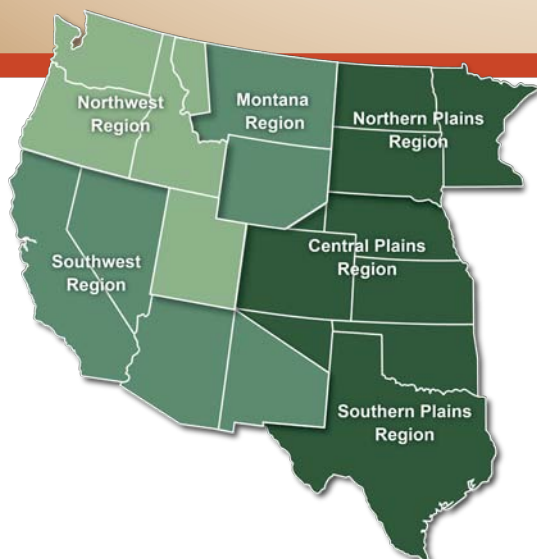 Northwest
Region
Montana
Region
Northern Plains
Region
Central Plains
Region
Southwest
Region
Southern Plains
Region